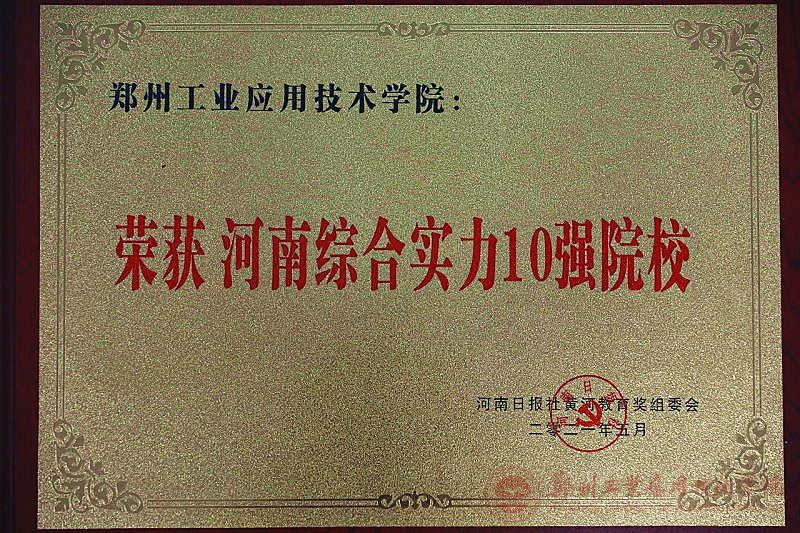 郑州工业应用技术学院：
荣获 河南综合实力10强院校
河南日报社黄河教育奖组委会
二零二一年五月